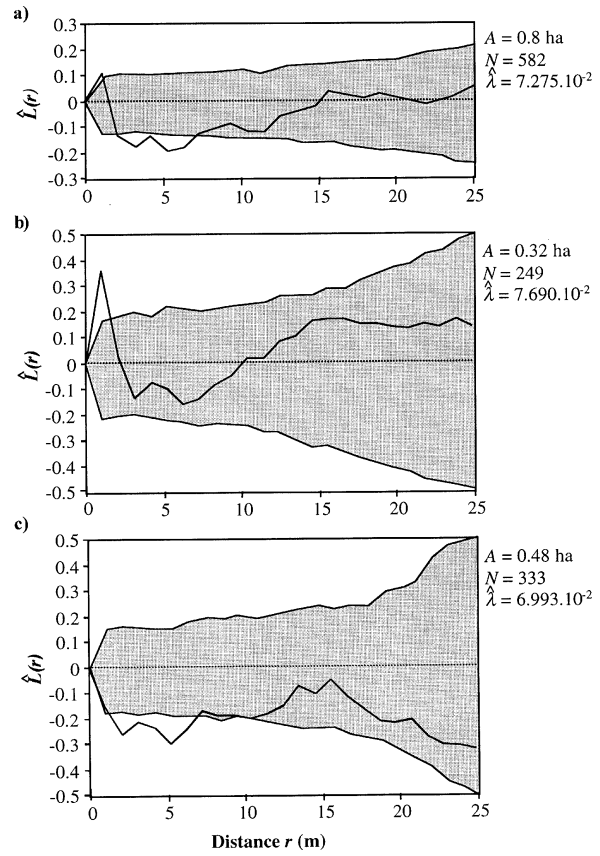 a)
0.3
0.2
0.1
0
-0.1
-0.2
-0.3
L̂(r)
0 5 10 15 20 25
A = 0.8 ha
N = 582
λ̂ = 7.275.10⁻²
b)
0.5
0.4
0.3
0.2
0.1
0
-0.1
-0.2
-0.3
-0.4
-0.5
L̂(r)
0 5 10 15 20 25
A = 0.32 ha
N = 249
λ̂ = 7.690.10⁻²
c)
0.5
0.4
0.3
0.2
0.1
0
-0.1
-0.2
-0.3
-0.4
-0.5
L̂(r)
0 5 10 15 20 25
A = 0.48 ha
N = 333
λ̂ = 6.993.10⁻²
Distance r (m)